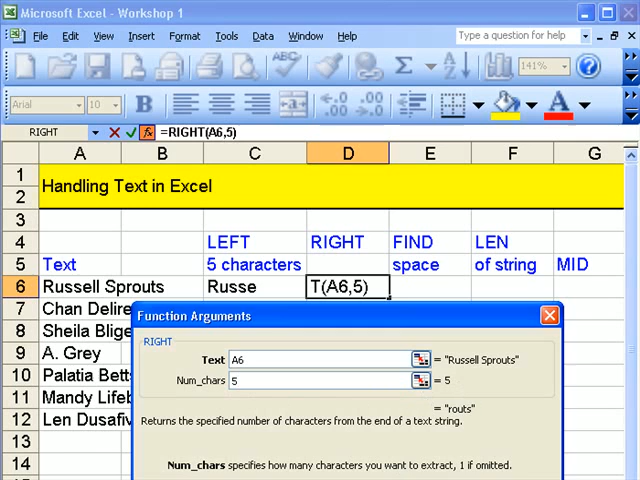 Microsoft Excel - Workshop 1
File Edit View Insert Format Tools Data Window Help Type a question for help
ABC 141%
Arial 10 B A
RIGHT fx =RIGHT(A6,5)
A B C D E F G
1 Handling Text in Excel
2
3
4 LEFT RIGHT FIND LEN
5 Text 5 characters space of string MID
6 Russell Sprouts Russe T(A6,5)
7 Chan Delire
8 Sheila Blige
9 A. Grey
10 Palatia Betts
11 Mandy Lifeb
12 Len Dusafiv
13
14
Function Arguments
RIGHT
Text A6 = "Russell Sprouts"
Num_chars 5 = 5
= "routs"
Returns the specified number of characters from the end of a text string.
Num_chars specifies how many characters you want to extract, 1 if omitted.